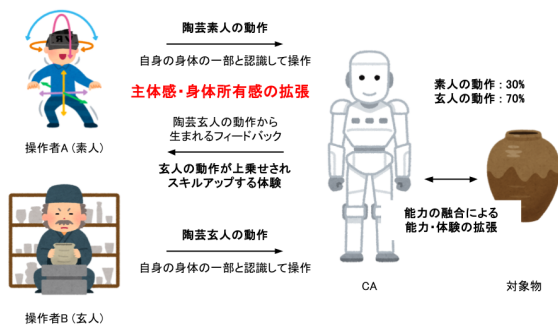 陶芸素人の動作
自身の身体の一部と認識して操作
主体感・身体所有感の拡張
陶芸玄人の動作から
生まれるフィードバック
玄人の動作が上乗せされ
スキルアップする体験
操作者A (素人)
陶芸玄人の動作
自身の身体の一部と認識して操作
操作者B (玄人)
CA
素人の動作：30%
玄人の動作：70%
能力の融合による
能力・体験の拡張
対象物